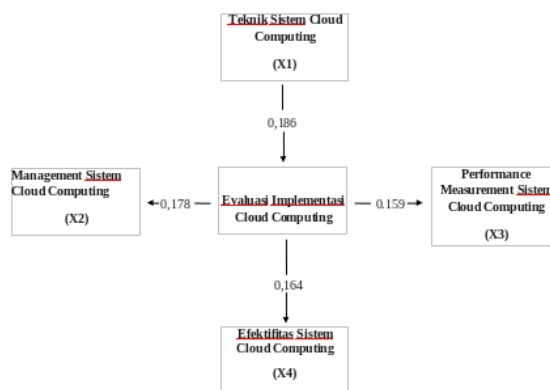 Teknik Sistem Cloud
Computing
(X1)
0,186
Management Sistem
Cloud Computing
(X2)
0,178
Evaluasi Implementasi
Cloud Computing
0.159
Performance
Measurement Sistem
Cloud Computing
(X3)
0,164
Efektifitas Sistem
Cloud Computing
(X4)